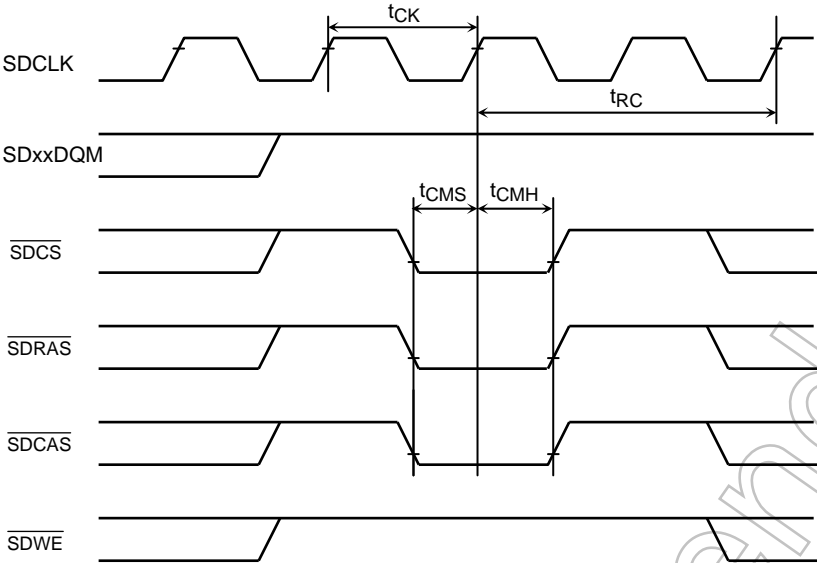 tCK
SDCLK
tRC
SDxxDQM
tCMS tCMH
SDCS
SDRAS
SDCAS
SDWE